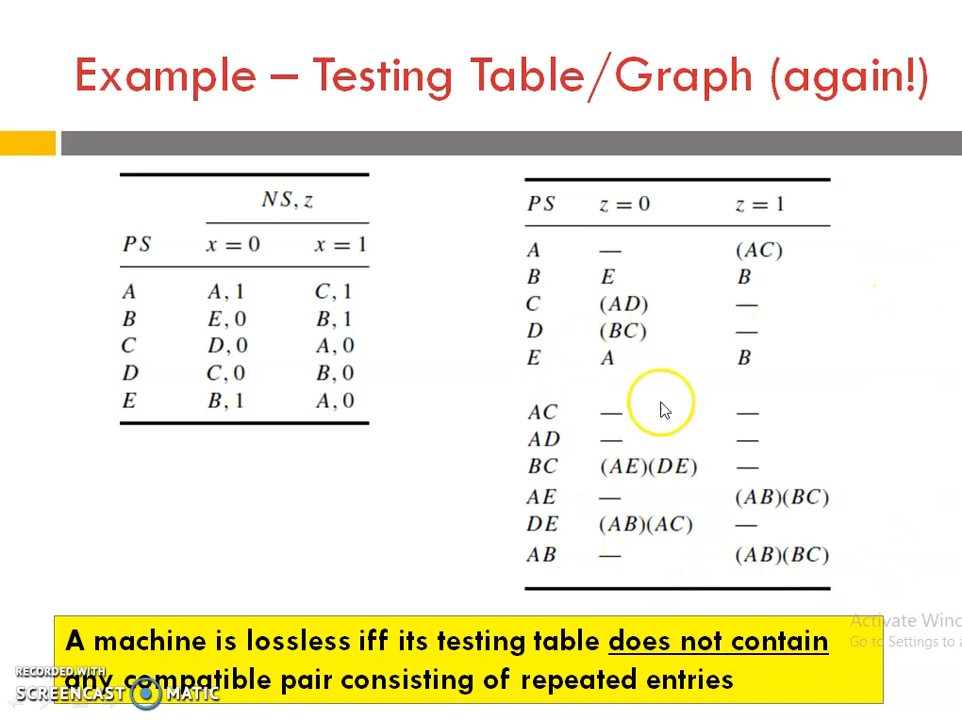 Example – Testing Table/Graph (again!)
NS, z
PS x = 0 x = 1
A A, 1 C, 1
B E, 0 B, 1
C D, 0 A, 0
D C, 0 B, 0
E B, 1 A, 0
PS z = 0 z = 1
A — (AC)
B E B
C (AD) —
D (BC) —
E A B
AC — —
AD — —
BC (AE)(DE) —
AE — (AB)(BC)
DE (AB)(AC) —
AB — (AB)(BC)
A machine is lossless iff its testing table does not contain
any compatible pair consisting of repeated entries
Activate Winc
Go to Settings to a
RECORDED WITH
SCREENCAST MATIC